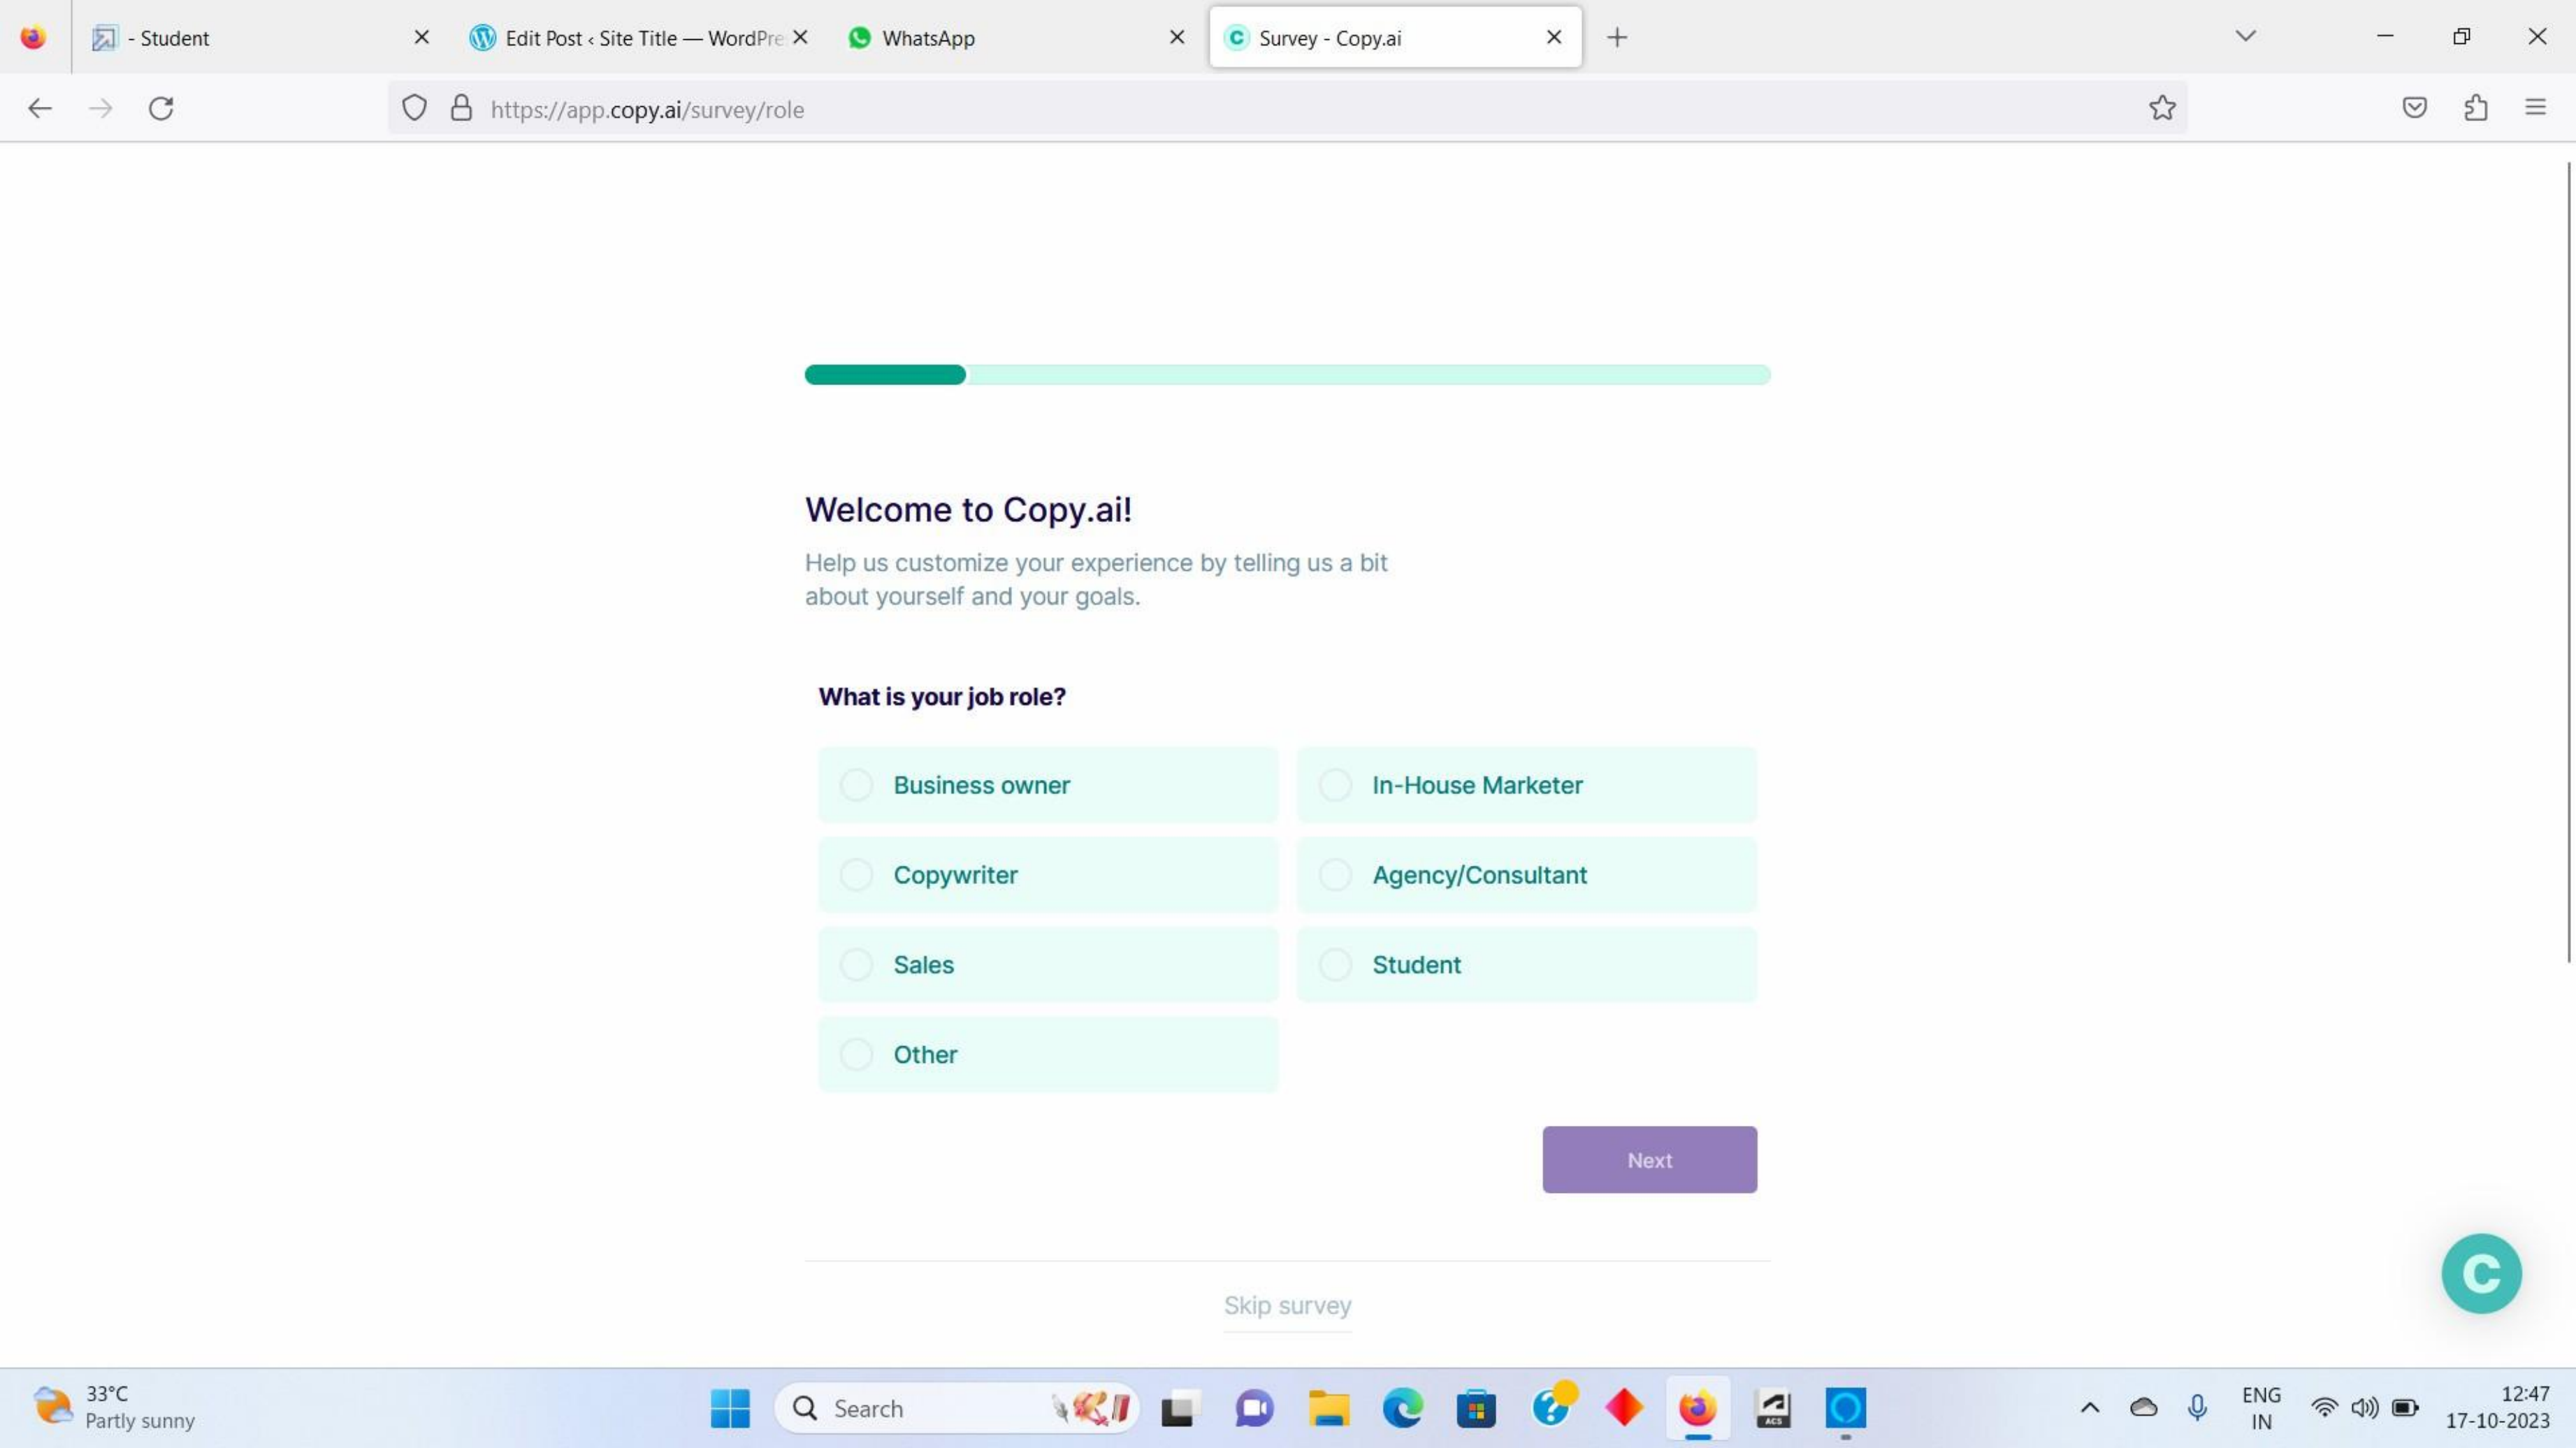 - Student
Edit Post ‹ Site Title — WordPre
WhatsApp
C Survey - Copy.ai
https://app.copy.ai/survey/role
Welcome to Copy.ai!
Help us customize your experience by telling us a bit
about yourself and your goals.
What is your job role?
Business owner
In-House Marketer
Copywriter
Agency/Consultant
Sales
Student
Other
Next
C
Skip survey
33°C
Partly sunny
Search
ACS
ENG
IN
12:47
17-10-2023